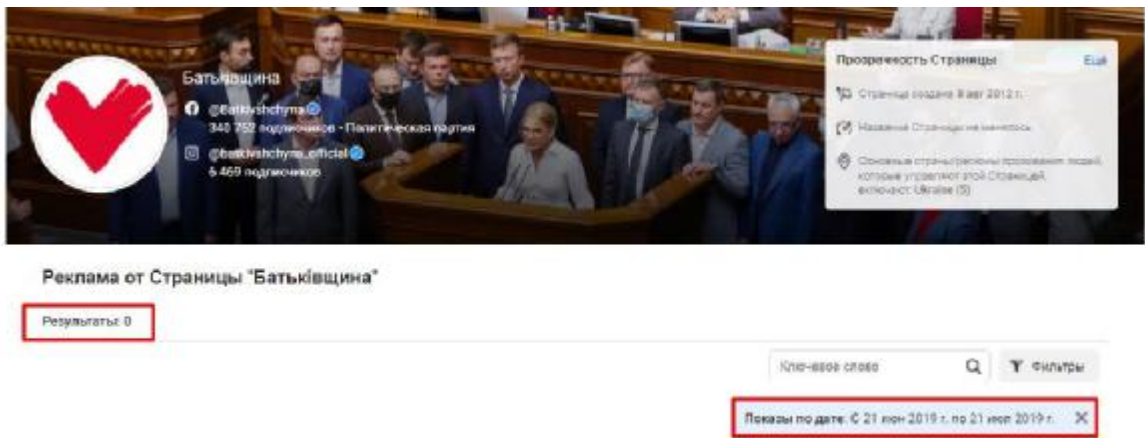 Батьківщина
@Batkivshchyna
340 752 подписчиков • Политическая партия
@batkivshchyna_official
6 469 подписчиков
Прозрачность Страницы
Ещё
Страница создана 9 авг 2012 г.
Название Страницы не менялось
Основные страны/регионы проживания людей,
которые управляют этой Страницей,
включают: Ukraine (5)
Реклама от Страницы "Батьківщина"
Результаты: 0
Ключевое слово
Фильтры
Показы по дате: С 21 июн 2019 г. по 21 июл 2019 г.